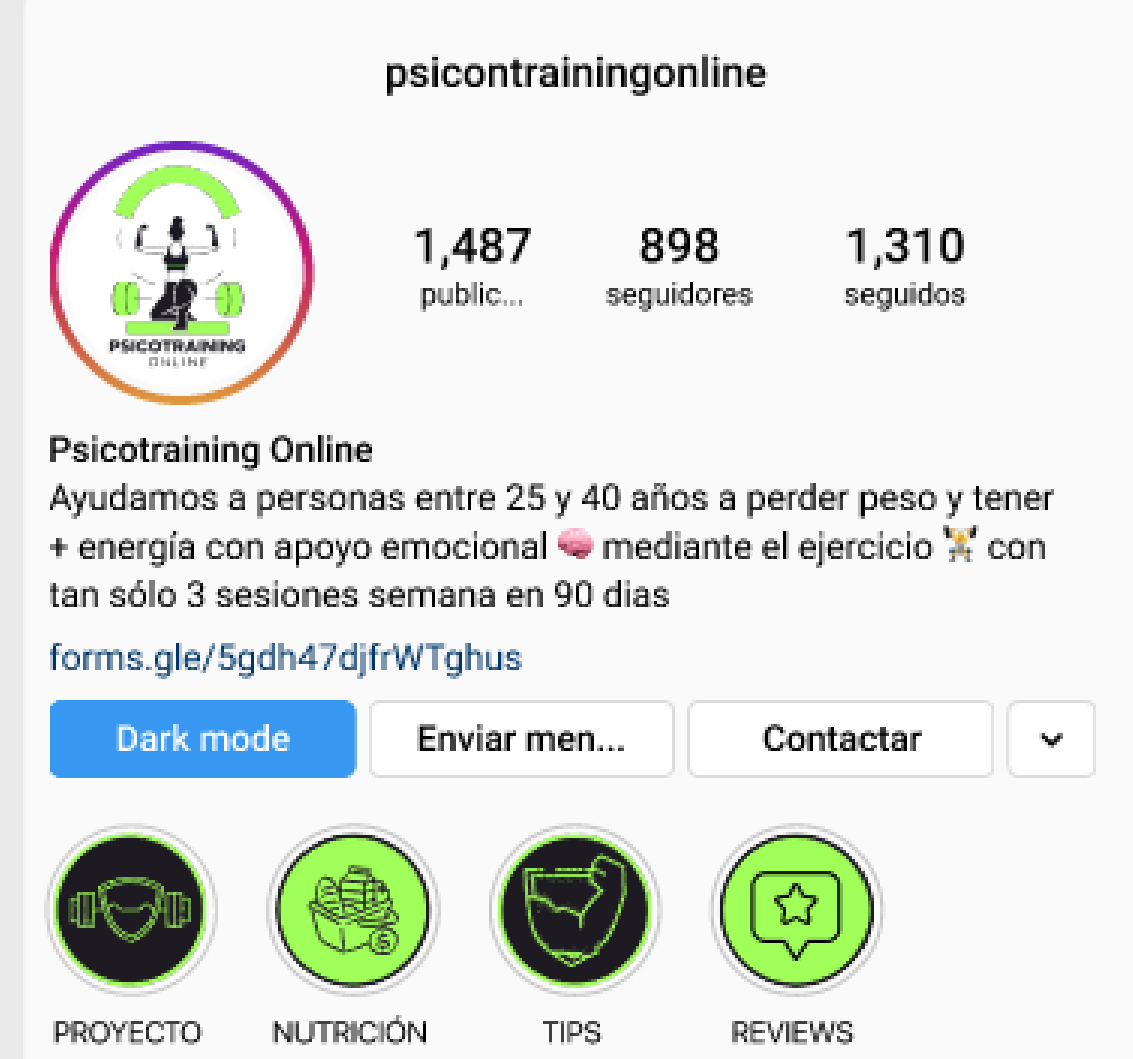 psicontrainingonline
1,487 898 1,310
public... seguidores seguidos
PSICOTRAINING
ONLINE
Psicotraining Online
Ayudamos a personas entre 25 y 40 años a perder peso y tener
+ energía con apoyo emocional 🧠 mediante el ejercicio 🏋️ con
tan sólo 3 sesiones semana en 90 dias
forms.gle/5gdh47djfrWTghus
Dark mode Enviar men... Contactar
PROYECTO NUTRICIÓN TIPS REVIEWS